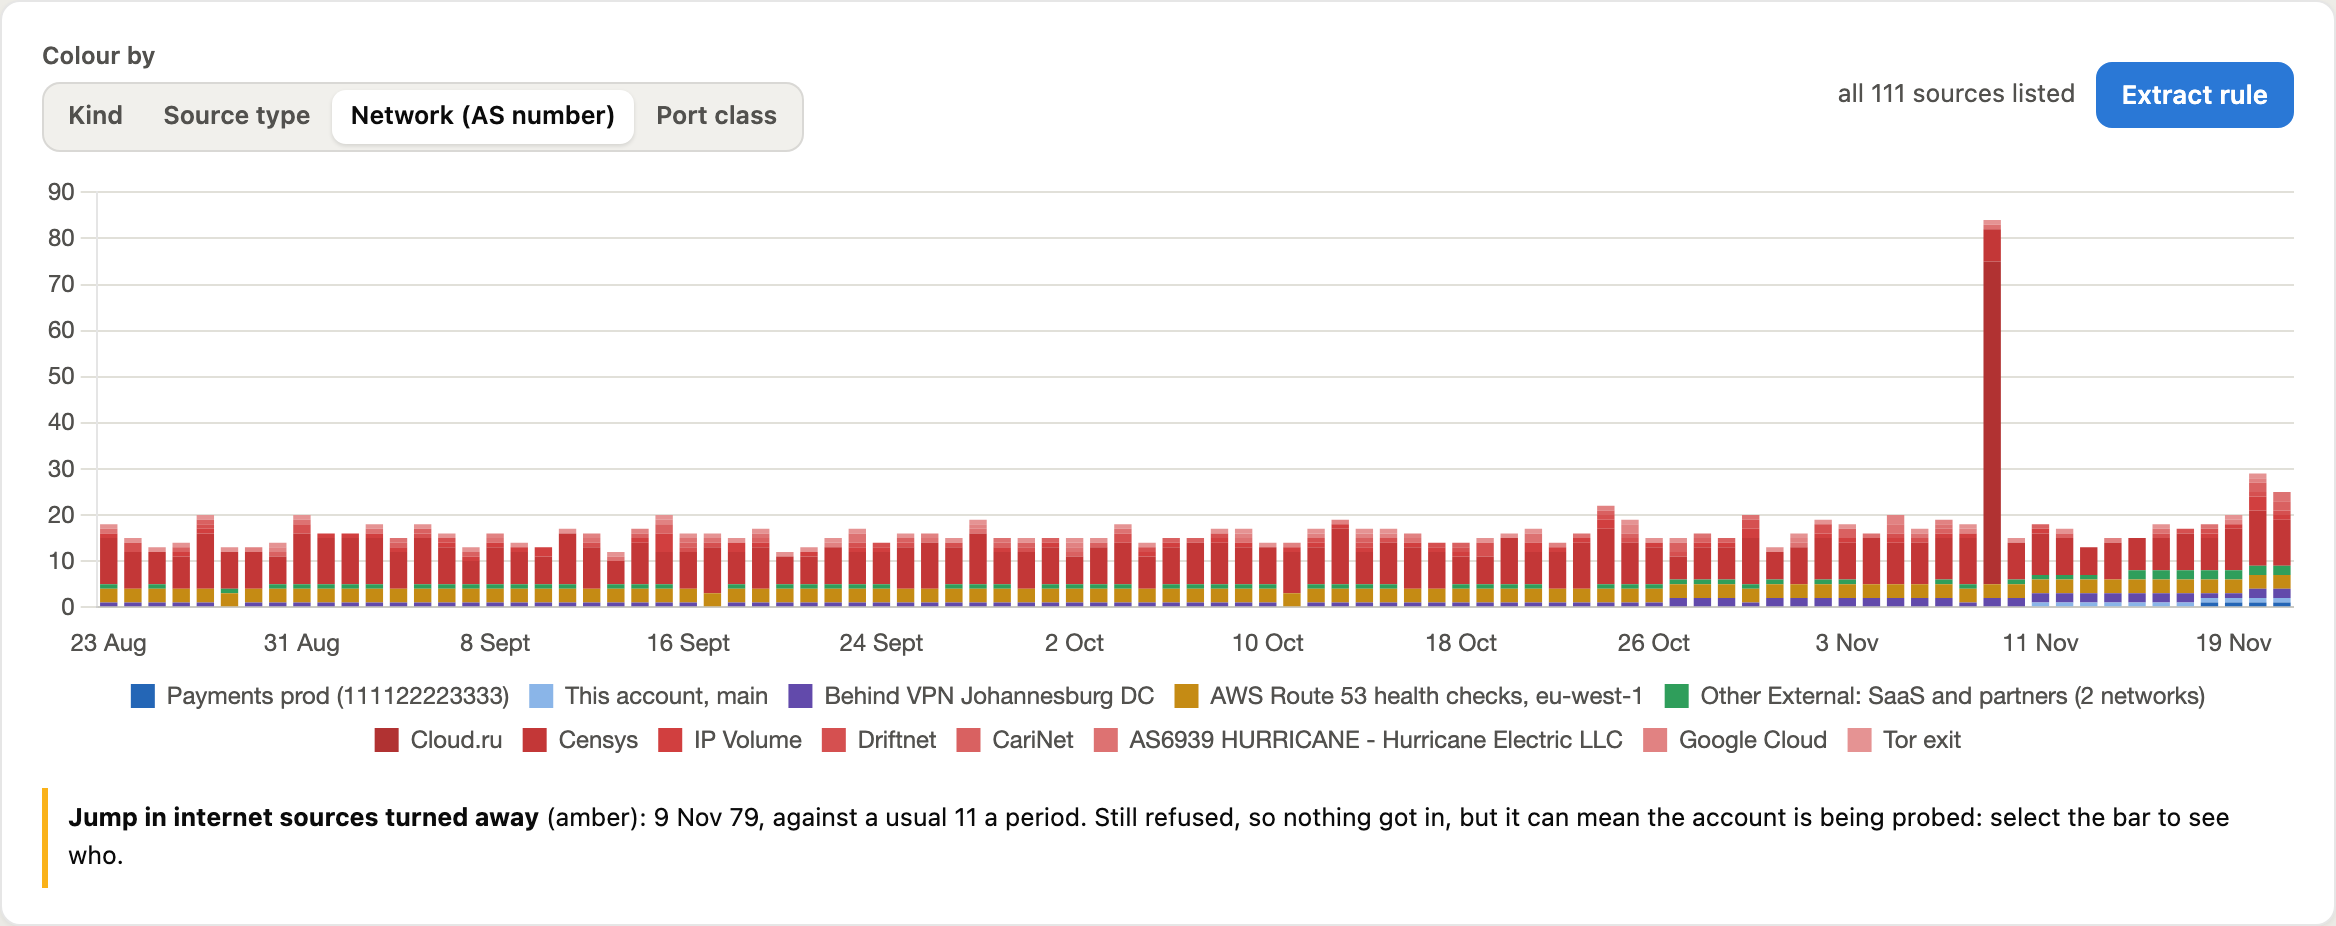 Colour by
Kind Source type Network (AS number) Port class
all 111 sources listed
Extract rule
90
80
70
60
50
40
30
20
10
0
23 Aug 31 Aug 8 Sept 16 Sept 24 Sept 2 Oct 10 Oct 18 Oct 26 Oct 3 Nov 11 Nov 19 Nov
Payments prod (111122223333) This account, main Behind VPN Johannesburg DC AWS Route 53 health checks, eu-west-1 Other External: SaaS and partners (2 networks)
Cloud.ru Censys IP Volume Driftnet CariNet AS6939 HURRICANE - Hurricane Electric LLC Google Cloud Tor exit
Jump in internet sources turned away (amber): 9 Nov 79, against a usual 11 a period. Still refused, so nothing got in, but it can mean the account is being probed: select the bar to see
who.